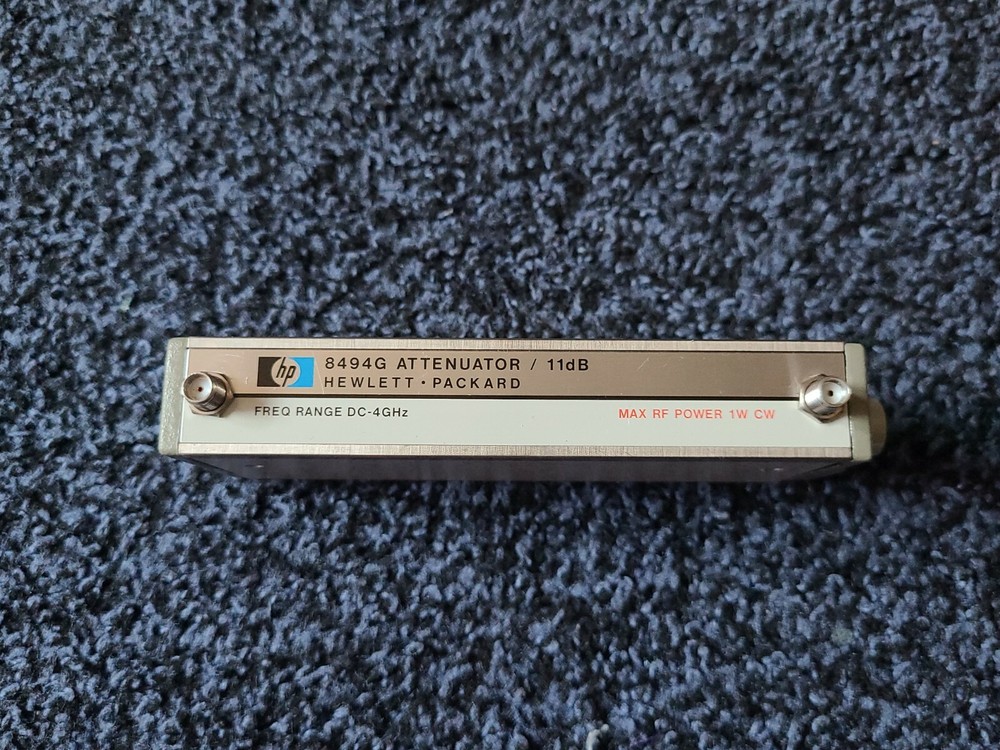 hp 8494G ATTENUATOR / 11dB
HEWLETT • PACKARD
FREQ RANGE DC-4GHz
MAX RF POWER 1W CW